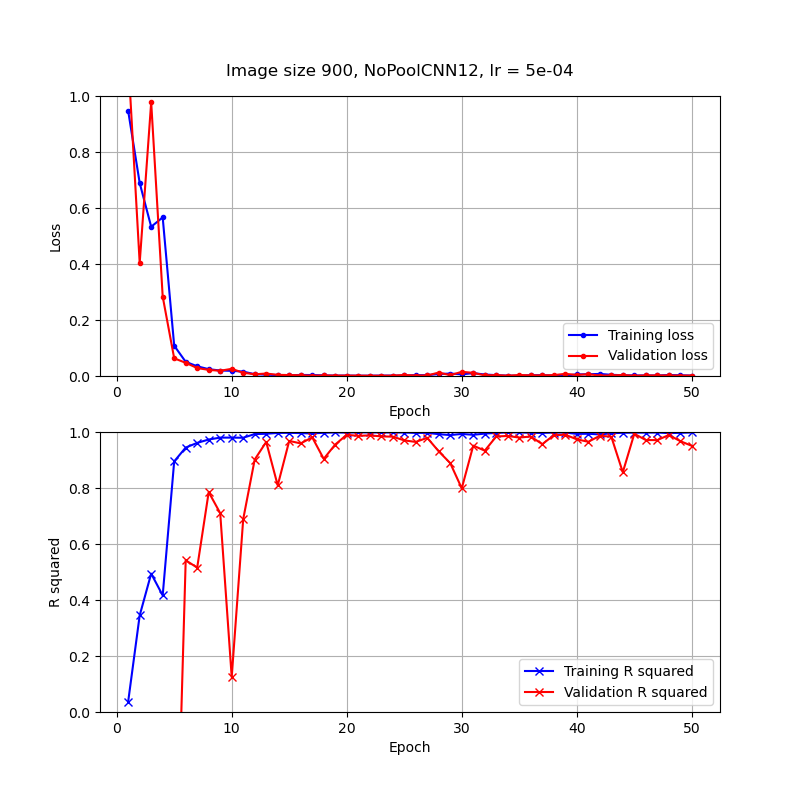 Image size 900, NoPoolCNN12, lr = 5e-04
1.0
0.8
0.6
0.4
0.2
0.0
Loss
0 10 20 30 40 50
Epoch
Training loss
Validation loss
1.0
0.8
0.6
0.4
0.2
0.0
R squared
0 10 20 30 40 50
Epoch
Training R squared
Validation R squared